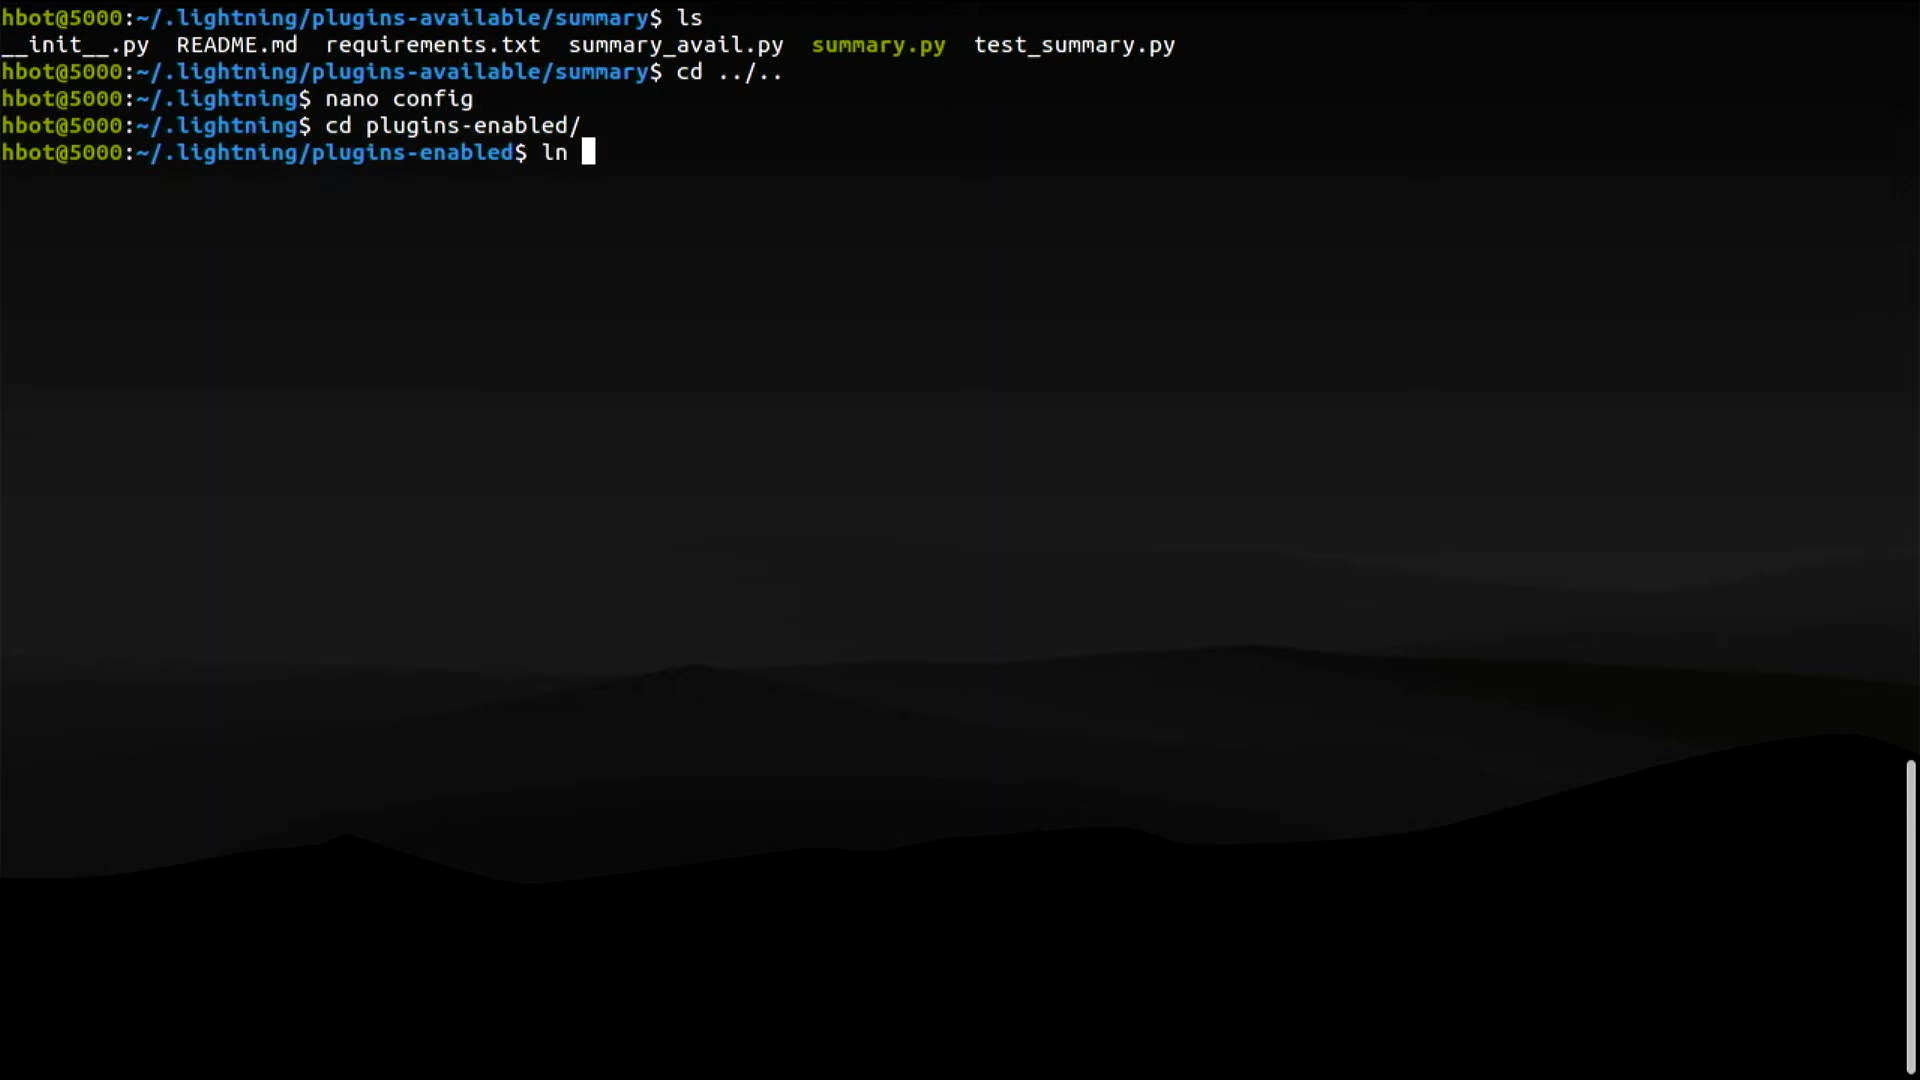 hbot@5000:~/.lightning/plugins-available/summary$ ls
__init__.py  README.md  requirements.txt  summary_avail.py  summary.py  test_summary.py
hbot@5000:~/.lightning/plugins-available/summary$ cd ../..
hbot@5000:~/.lightning$ nano config
hbot@5000:~/.lightning$ cd plugins-enabled/
hbot@5000:~/.lightning/plugins-enabled$ ln